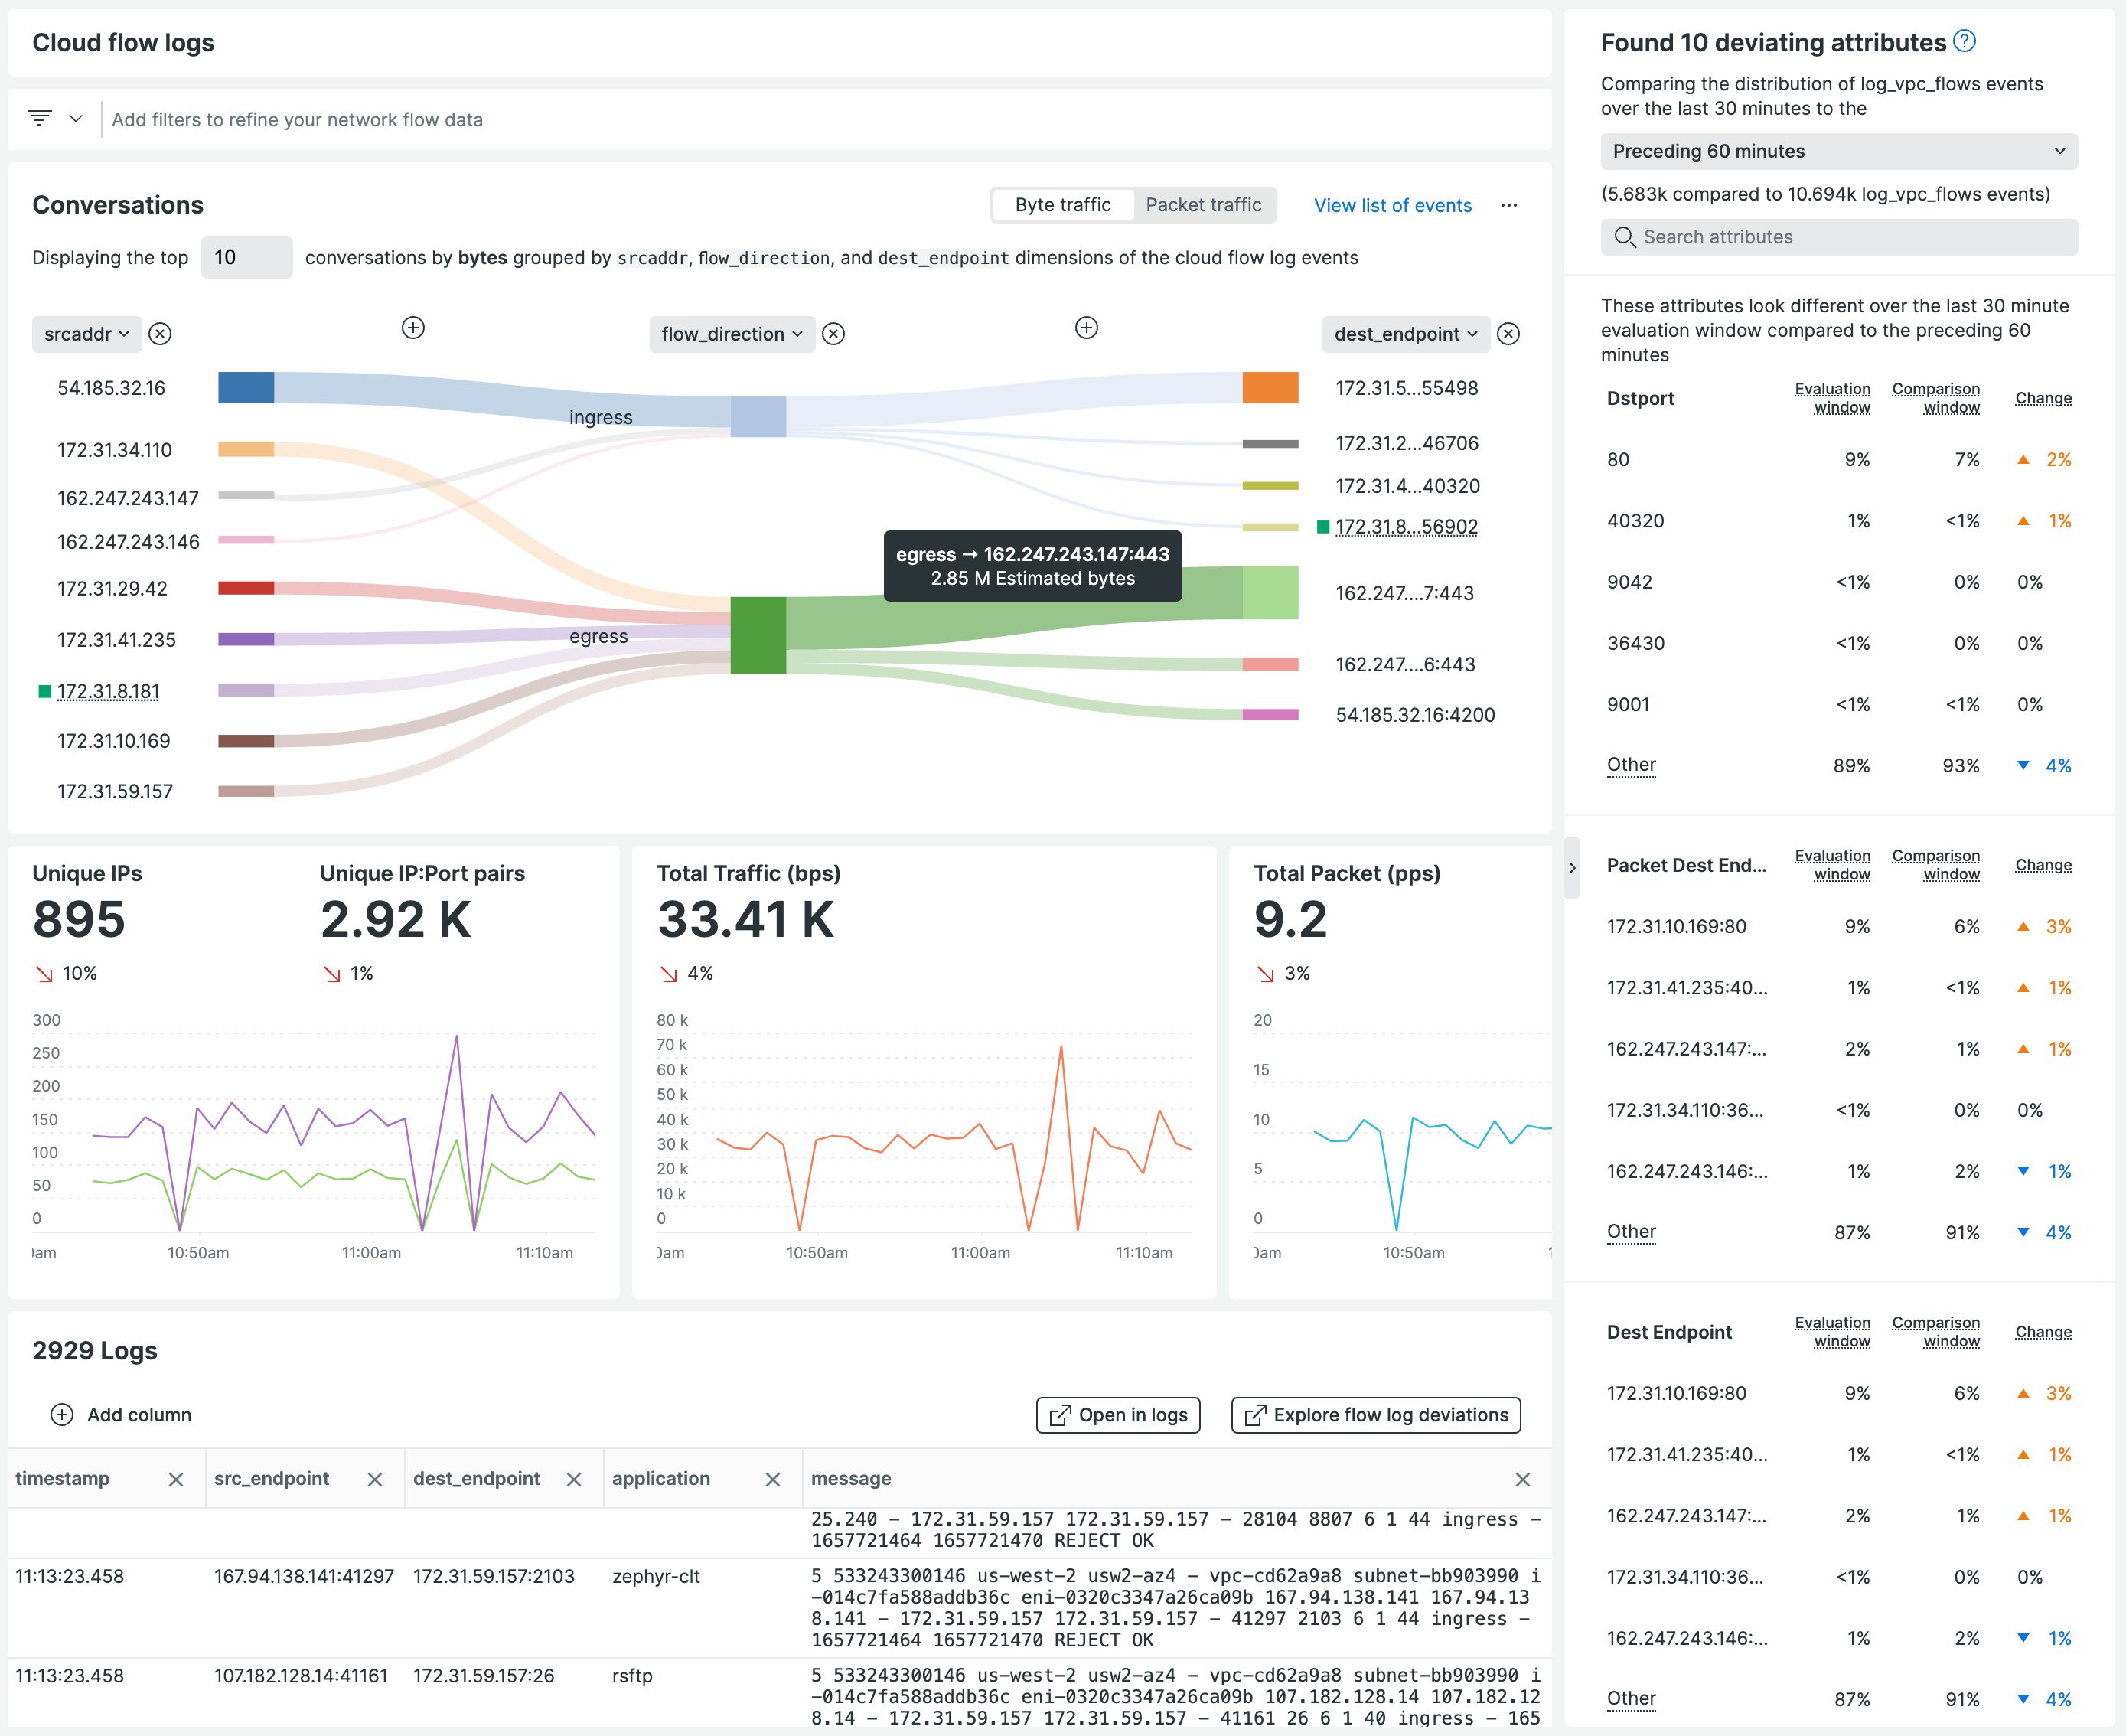 Cloud flow logs
Add filters to refine your network flow data
Conversations
Byte traffic
Packet traffic
View list of events
Displaying the top 10 conversations by bytes grouped by srcaddr, flow_direction, and dest_endpoint dimensions of the cloud flow log events
srcaddr
flow_direction
dest_endpoint
54.185.32.16
172.31.34.110
162.247.243.147
162.247.243.146
172.31.29.42
172.31.41.235
172.31.8.181
172.31.10.169
172.31.59.157
ingress
egress
egress → 162.247.243.147:443
2.85 M Estimated bytes
172.31.5...55498
172.31.2...46706
172.31.4...40320
172.31.8...56902
162.247....7:443
162.247....6:443
54.185.32.16:4200
Unique IPs
895
10%
Unique IP:Port pairs
2.92 K
1%
300
250
200
150
100
50
0
am
10:50am
11:00am
11:10am
Total Traffic (bps)
33.41 K
4%
80 k
70 k
60 k
50 k
40 k
30 k
20 k
10 k
0
am
10:50am
11:00am
11:10am
Total Packet (pps)
9.2
3%
20
15
10
5
0
am
10:50am
2929 Logs
Add column
Open in logs
Explore flow log deviations
timestamp
src_endpoint
dest_endpoint
application
message
25.240 – 172.31.59.157 172.31.59.157 – 28104 8807 6 1 44 ingress –
1657721464 1657721470 REJECT OK
11:13:23.458
167.94.138.141:41297
172.31.59.157:2103
zephyr-clt
5 533243300146 us-west-2 usw2-az4 – vpc-cd62a9a8 subnet-bb903990 i
-014c7fa588addb36c eni-0320c3347a26ca09b 167.94.138.141 167.94.13
8.141 – 172.31.59.157 172.31.59.157 – 41297 2103 6 1 44 ingress –
1657721464 1657721470 REJECT OK
11:13:23.458
107.182.128.14:41161
172.31.59.157:26
rsftp
5 533243300146 us-west-2 usw2-az4 – vpc-cd62a9a8 subnet-bb903990 i
-014c7fa588addb36c eni-0320c3347a26ca09b 107.182.128.14 107.182.12
8.14 – 172.31.59.157 172.31.59.157 – 41161 26 6 1 40 ingress – 165
Found 10 deviating attributes ?
Comparing the distribution of log_vpc_flows events
over the last 30 minutes to the
Preceding 60 minutes
(5.683k compared to 10.694k log_vpc_flows events)
Search attributes
These attributes look different over the last 30 minute
evaluation window compared to the preceding 60
minutes
Dstport Evaluation window Comparison window Change
80 9% 7% 2%
40320 1% <1% 1%
9042 <1% 0% 0%
36430 <1% 0% 0%
9001 <1% <1% 0%
Other 89% 93% 4%
Packet Dest End... Evaluation window Comparison window Change
172.31.10.169:80 9% 6% 3%
172.31.41.235:40... 1% <1% 1%
162.247.243.147:... 2% 1% 1%
172.31.34.110:36... <1% 0% 0%
162.247.243.146:... 1% 2% 1%
Other 87% 91% 4%
Dest Endpoint Evaluation window Comparison window Change
172.31.10.169:80 9% 6% 3%
172.31.41.235:40... 1% <1% 1%
162.247.243.147:... 2% 1% 1%
172.31.34.110:36... <1% 0% 0%
162.247.243.146:... 1% 2% 1%
Other 87% 91% 4%